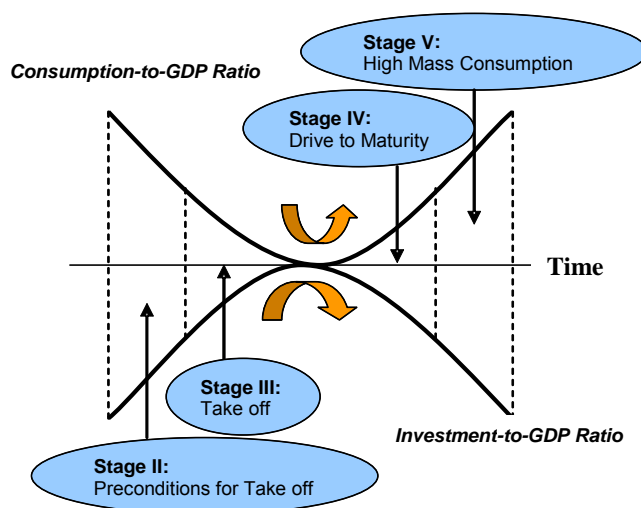 Stage V:
High Mass Consumption
Consumption-to-GDP Ratio
Stage IV:
Drive to Maturity
Time
Stage III:
Take off
Investment-to-GDP Ratio
Stage II:
Preconditions for Take off